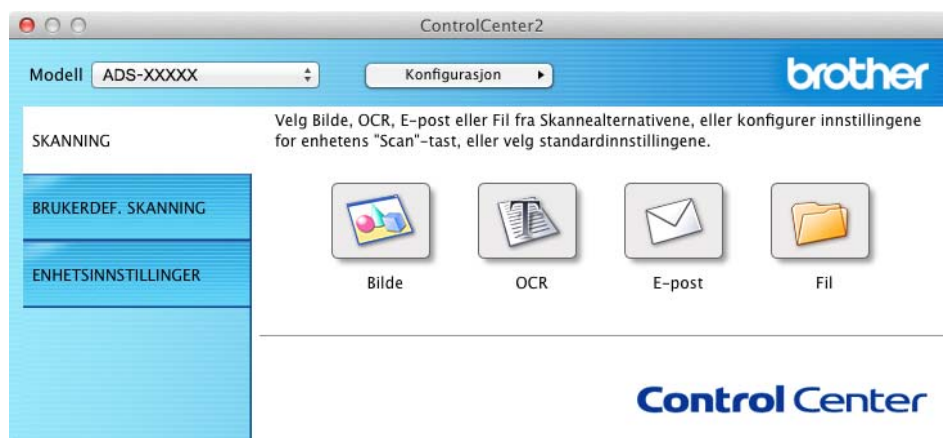 ControlCenter2
Modell ADS-XXXXX Konfigurasjon brother
SKANNING
BRUKERDEF. SKANNING
ENHETSINNSTILLINGER
Velg Bilde, OCR, E-post eller Fil fra Skannealternativene, eller konfigurer innstillingene
for enhetens "Scan"-tast, eller velg standardinnstillingene.
Bilde OCR E-post Fil
Control Center